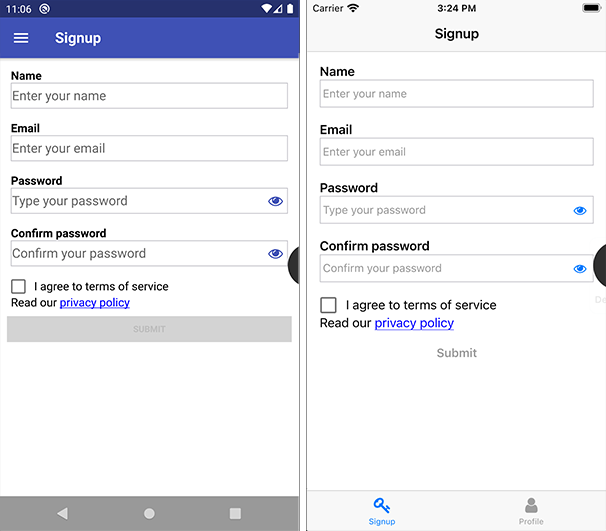 11:06
Signup
Name
Enter your name
Email
Enter your email
Password
Type your password
Confirm password
Confirm your password
I agree to terms of service
Read our privacy policy
SUBMIT
Carrier 3:24 PM
Signup
Name
Enter your name
Email
Enter your email
Password
Type your password
Confirm password
Confirm your password
I agree to terms of service
Read our privacy policy
Submit
Signup Profile